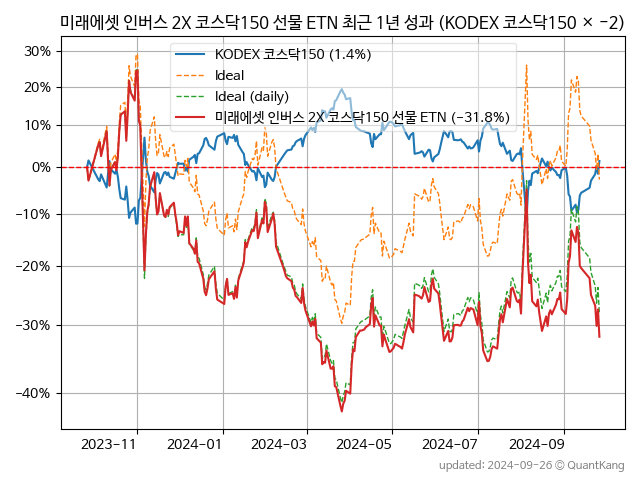 미래에셋 인버스 2X 코스닥150 선물 ETN 최근 1년 성과 (KODEX 코스닥150 × −2)
30%
20%
10%
0%
−10%
−20%
−30%
−40%
KODEX 코스닥150 (1.4%)
Ideal
Ideal (daily)
미래에셋 인버스 2X 코스닥150 선물 ETN (−31.8%)
2023−11
2024−01
2024−03
2024−05
2024−07
2024−09
updated: 2024−09−26 © QuantKang